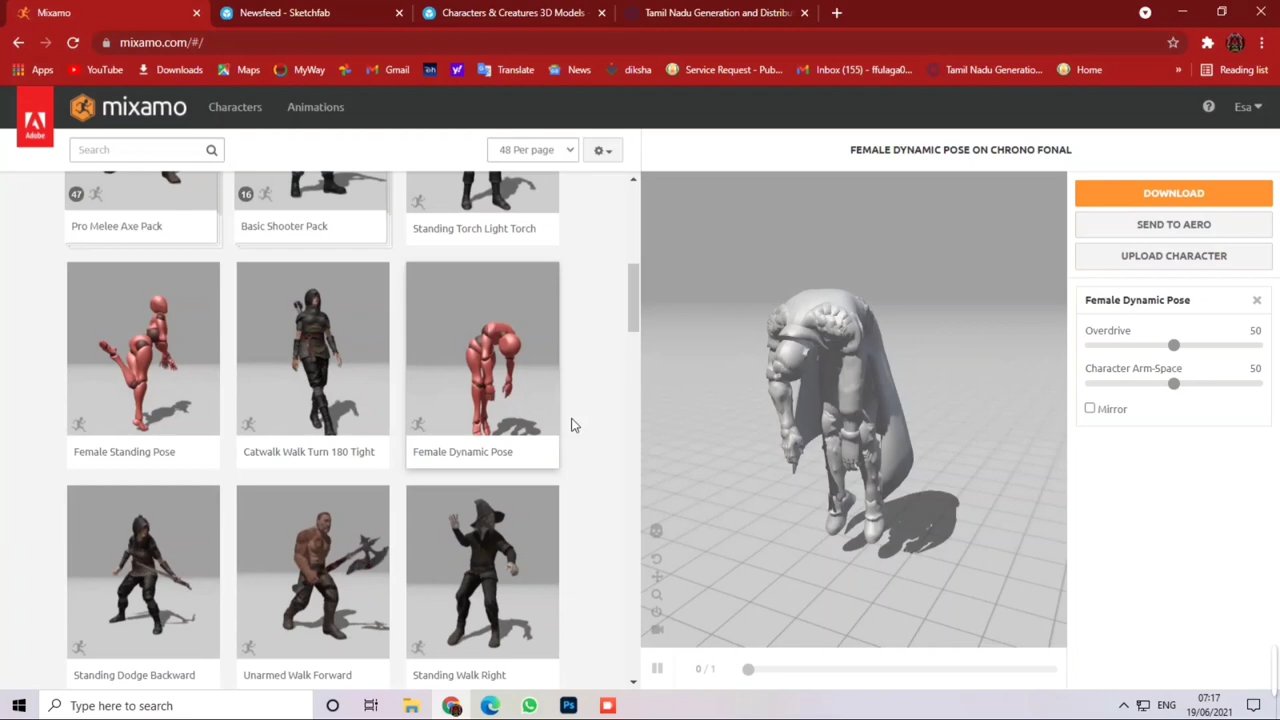 Mixamo
Newsfeed - Sketchfab
Characters & Creatures 3D Models -
Tamil Nadu Generation and Distribu
mixamo.com/#/
Apps
YouTube
Downloads
Maps
MyWay
Gmail
Translate
News
diksha
Service Request - Pub...
Inbox (155) - ffulaga0...
Tamil Nadu Generatio...
Home
»
Reading list
Adobe
mixamo
Characters
Animations
Esa
Search
48 Per page
FEMALE DYNAMIC POSE ON CHRONO FONAL
47
Pro Melee Axe Pack
16
Basic Shooter Pack
Standing Torch Light Torch
DOWNLOAD
SEND TO AERO
UPLOAD CHARACTER
Female Dynamic Pose
Overdrive 50
Character Arm-Space 50
Mirror
Female Standing Pose
Catwalk Walk Turn 180 Tight
Female Dynamic Pose
Standing Dodge Backward
Unarmed Walk Forward
Standing Walk Right
0 / 1
Type here to search
Ps
ENG
07:17
19/06/2021